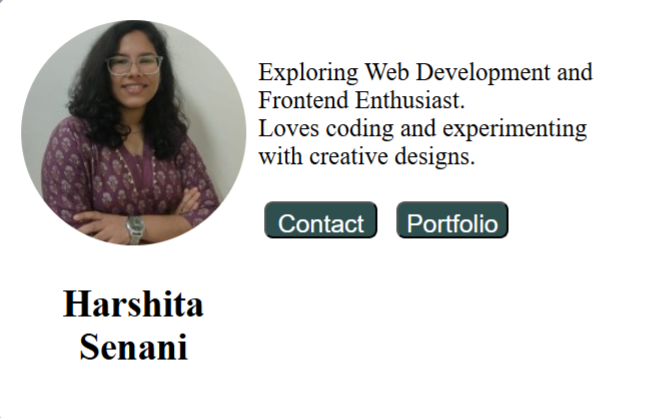 Exploring Web Development and
Frontend Enthusiast.
Loves coding and experimenting
with creative designs.
Contact Portfolio
Harshita
Senani